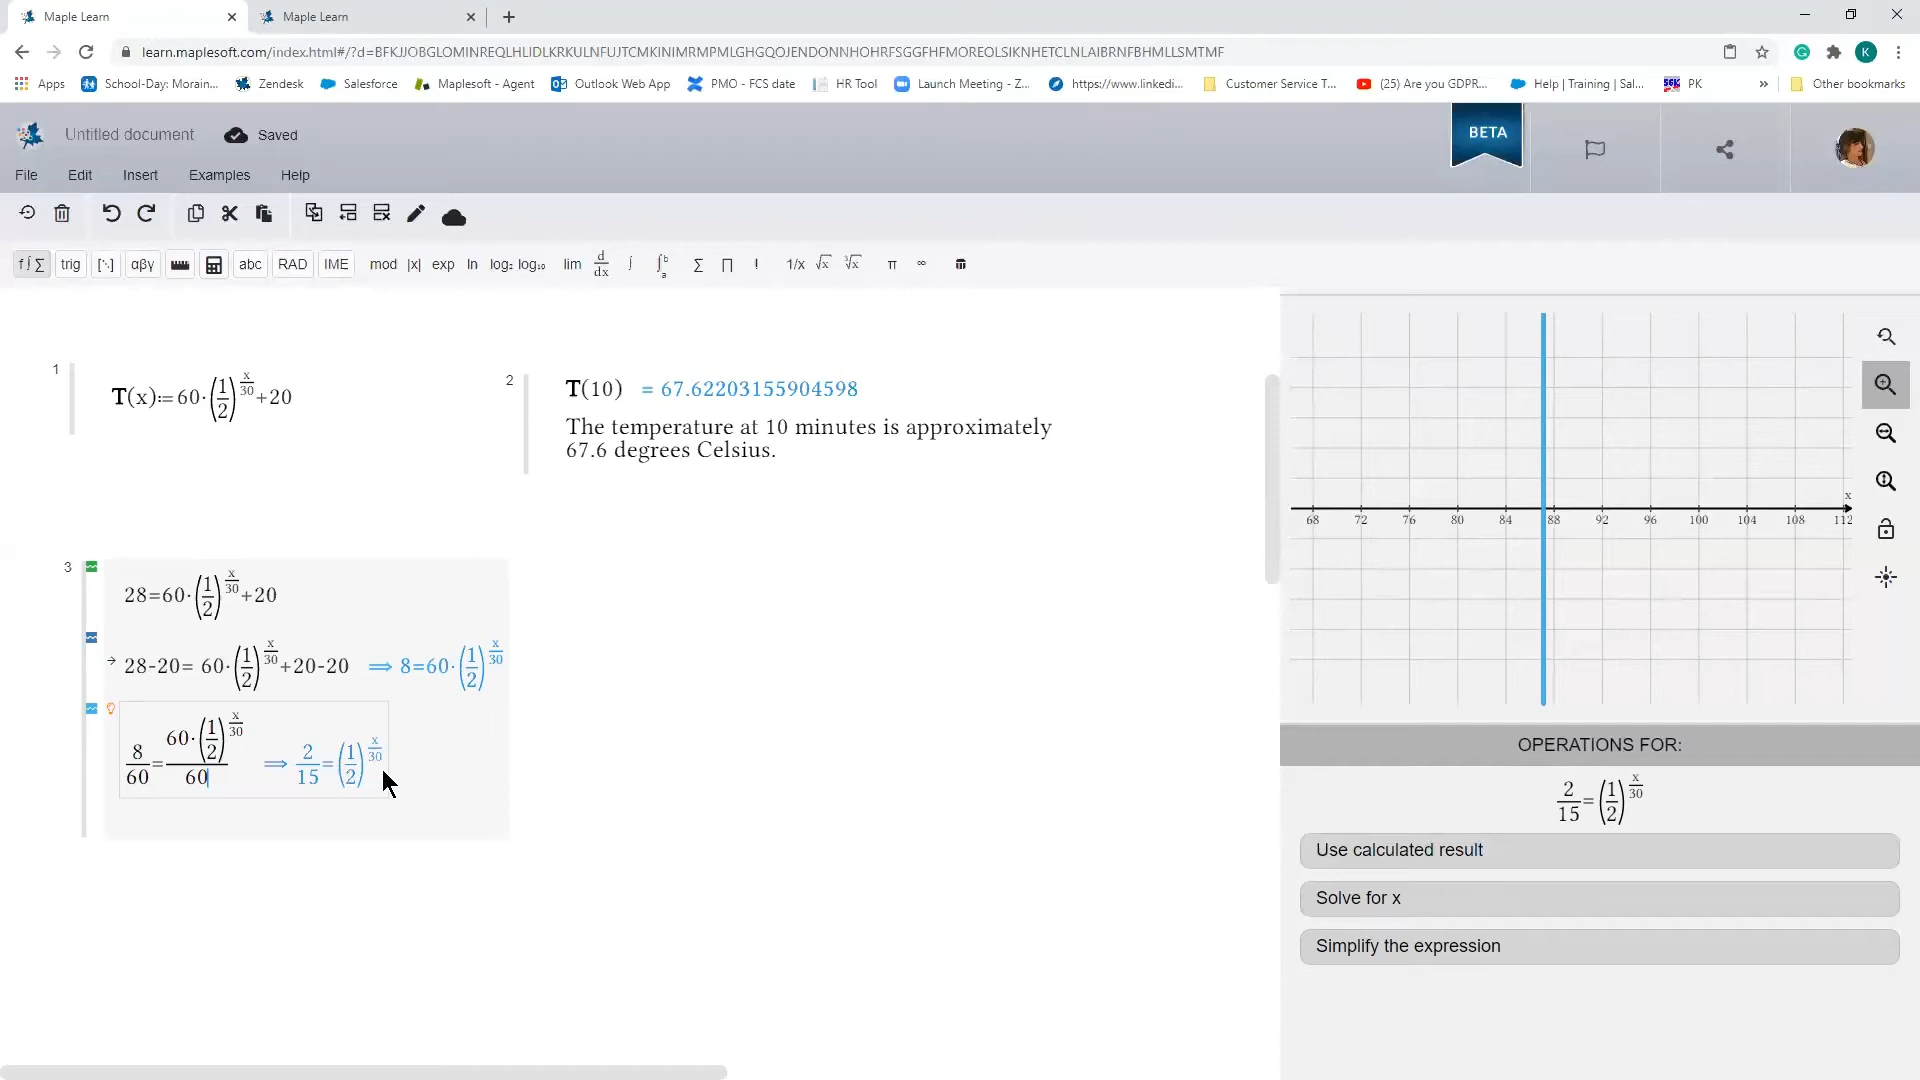 Maple Learn
Maple Learn
learn.maplesoft.com/index.html#/?d=BFKJJOBGLOMINREQLHLIDLKRKULNFUJTCMKINIMRMPMLGHGQOJENDONNHOHRFSGGFHFMOREOLSIKNHETCLNLAIBRNFBHMLLSMTMF
K
Apps School-Day: Morain... Zendesk Salesforce Maplesoft - Agent Outlook Web App PMO - FCS date HR Tool Launch Meeting - Z... https://www.linkedi... Customer Service T... (25) Are you GDPR... Help | Training | Sal... PK » Other bookmarks
Untitled document Saved
BETA
File Edit Insert Examples Help
f∫∑ trig [⋱] αβγ abc RAD IME mod |x| exp ln log₂ log₁₀ lim d/dx ∫ ∫ₐᵇ ∑ ∏ ! 1/x √x ∛x π ∞
1
T(x):=60·(1/2)^(x/30)+20
2
T(10) = 67.62203155904598
The temperature at 10 minutes is approximately
67.6 degrees Celsius.
3
28=60·(1/2)^(x/30)+20
→ 28-20= 60·(1/2)^(x/30)+20-20 ⟹ 8=60·(1/2)^(x/30)
8/60=60·(1/2)^(x/30)/60 ⟹ 2/15=(1/2)^(x/30)
x
68 72 76 80 84 88 92 96 100 104 108 112
OPERATIONS FOR:
2/15=(1/2)^(x/30)
Use calculated result
Solve for x
Simplify the expression